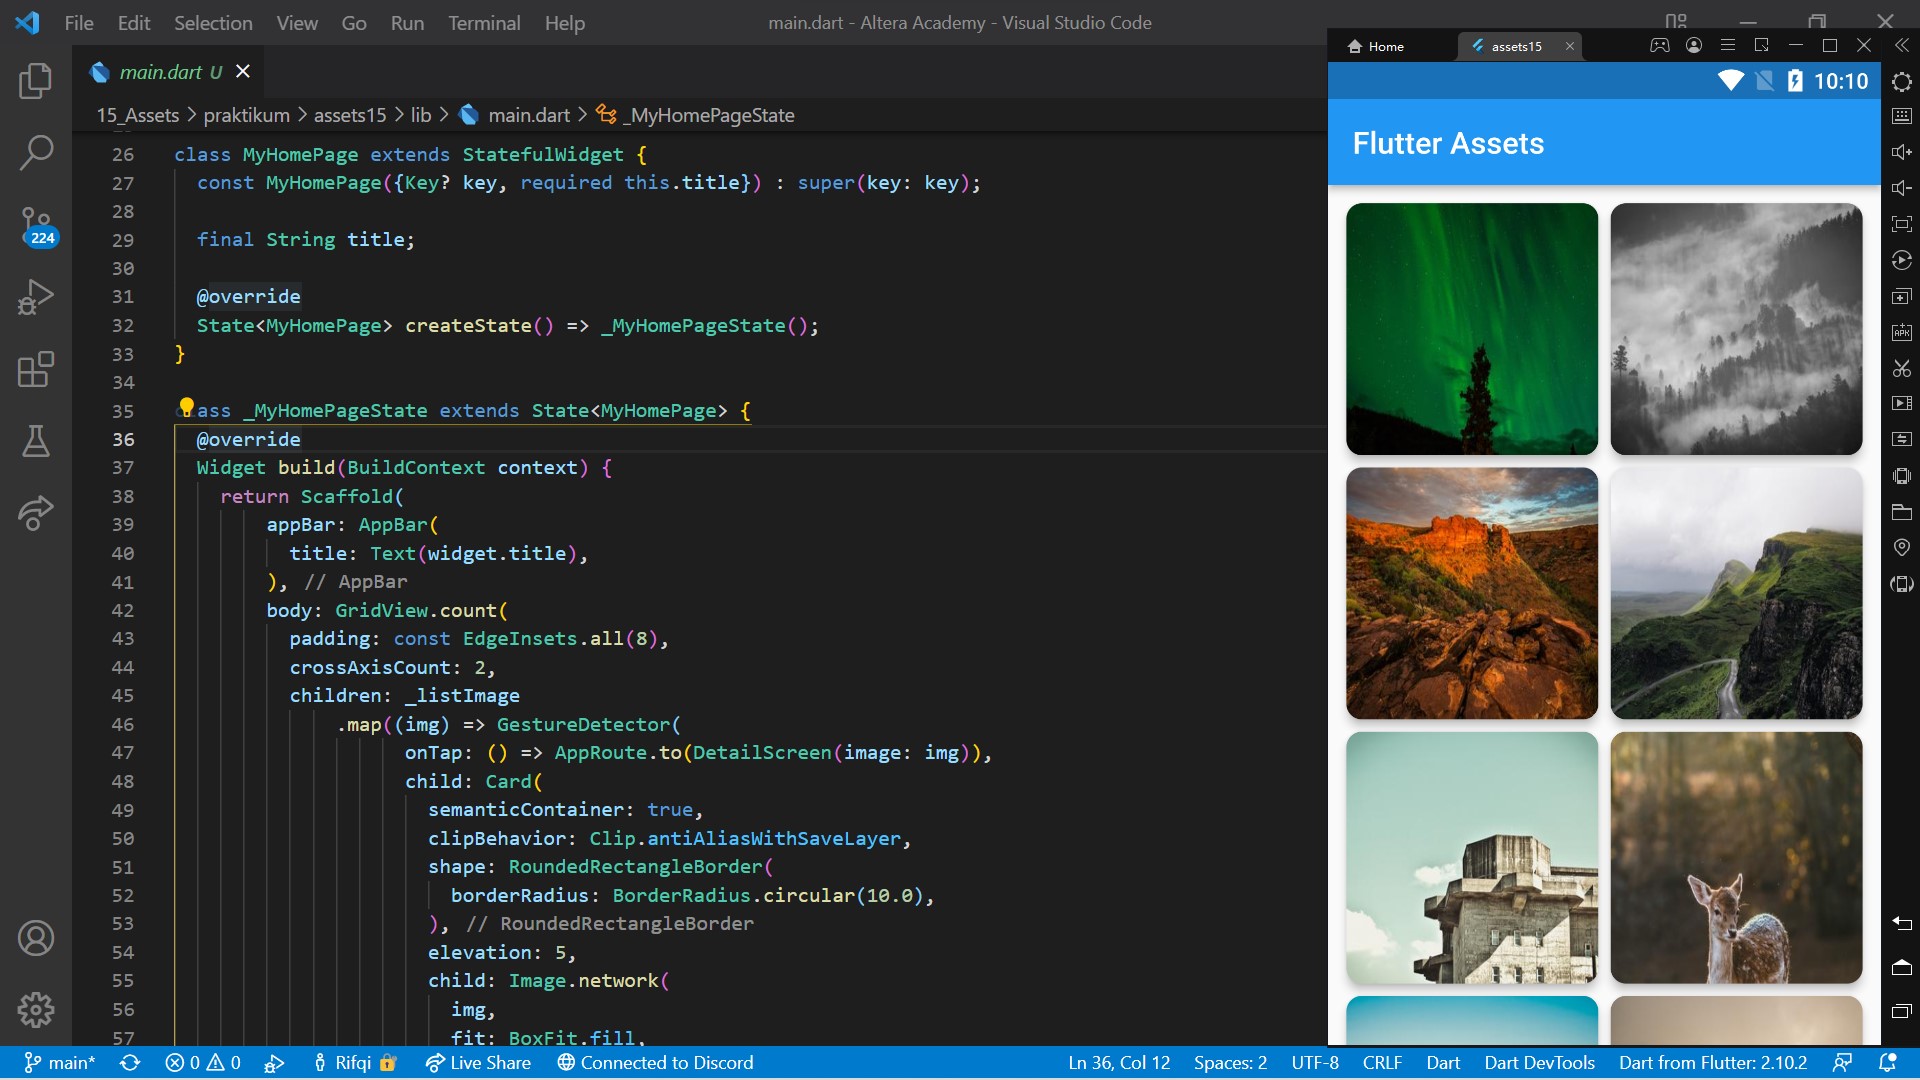 File Edit Selection View Go Run Terminal Help
main.dart - Altera Academy - Visual Studio Code
main.dart U
15_Assets > praktikum > assets15 > lib > main.dart > _MyHomePageState
26 class MyHomePage extends StatefulWidget {
27 const MyHomePage({Key? key, required this.title}) : super(key: key);
28
29 final String title;
30
31 @override
32 State<MyHomePage> createState() => _MyHomePageState();
33 }
34
35 ass _MyHomePageState extends State<MyHomePage> {
36 @override
37 Widget build(BuildContext context) {
38 return Scaffold(
39 appBar: AppBar(
40 title: Text(widget.title),
41 ), // AppBar
42 body: GridView.count(
43 padding: const EdgeInsets.all(8),
44 crossAxisCount: 2,
45 children: _listImage
46 .map((img) => GestureDetector(
47 onTap: () => AppRoute.to(DetailScreen(image: img)),
48 child: Card(
49 semanticContainer: true,
50 clipBehavior: Clip.antiAliasWithSaveLayer,
51 shape: RoundedRectangleBorder(
52 borderRadius: BorderRadius.circular(10.0),
53 ), // RoundedRectangleBorder
54 elevation: 5,
55 child: Image.network(
56 img,
57 fit: BoxFit.fill,
224
Home
assets15
10:10
Flutter Assets
APK
main* 0 0 Rifqi Live Share Connected to Discord
Ln 36, Col 12 Spaces: 2 UTF-8 CRLF Dart Dart DevTools Dart from Flutter: 2.10.2